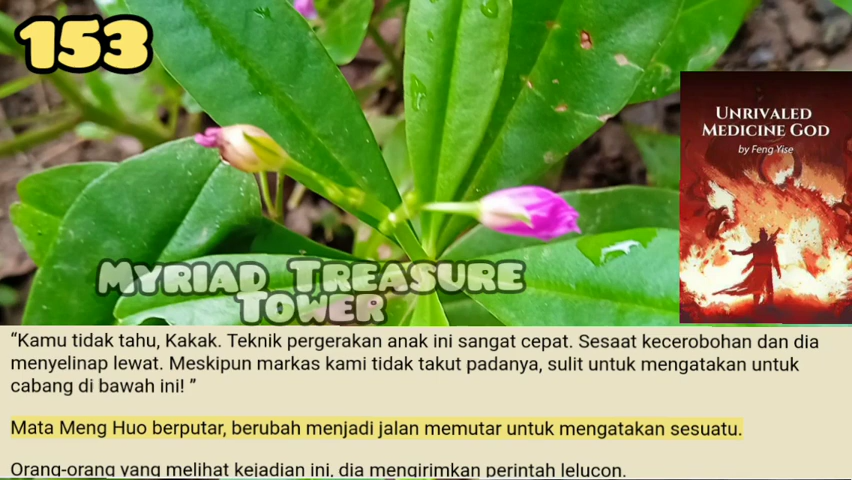 153
UNRIVALED
MEDICINE GOD
by Feng Yise
MYRIAD TREASURE
TOWER
“Kamu tidak tahu, Kakak. Teknik pergerakan anak ini sangat cepat. Sesaat kecerobohan dan dia
menyelinap lewat. Meskipun markas kami tidak takut padanya, sulit untuk mengatakan untuk
cabang di bawah ini! ”
Mata Meng Huo berputar, berubah menjadi jalan memutar untuk mengatakan sesuatu.
Orang-orang yang melihat kejadian ini, dia mengirimkan perintah lelucon.